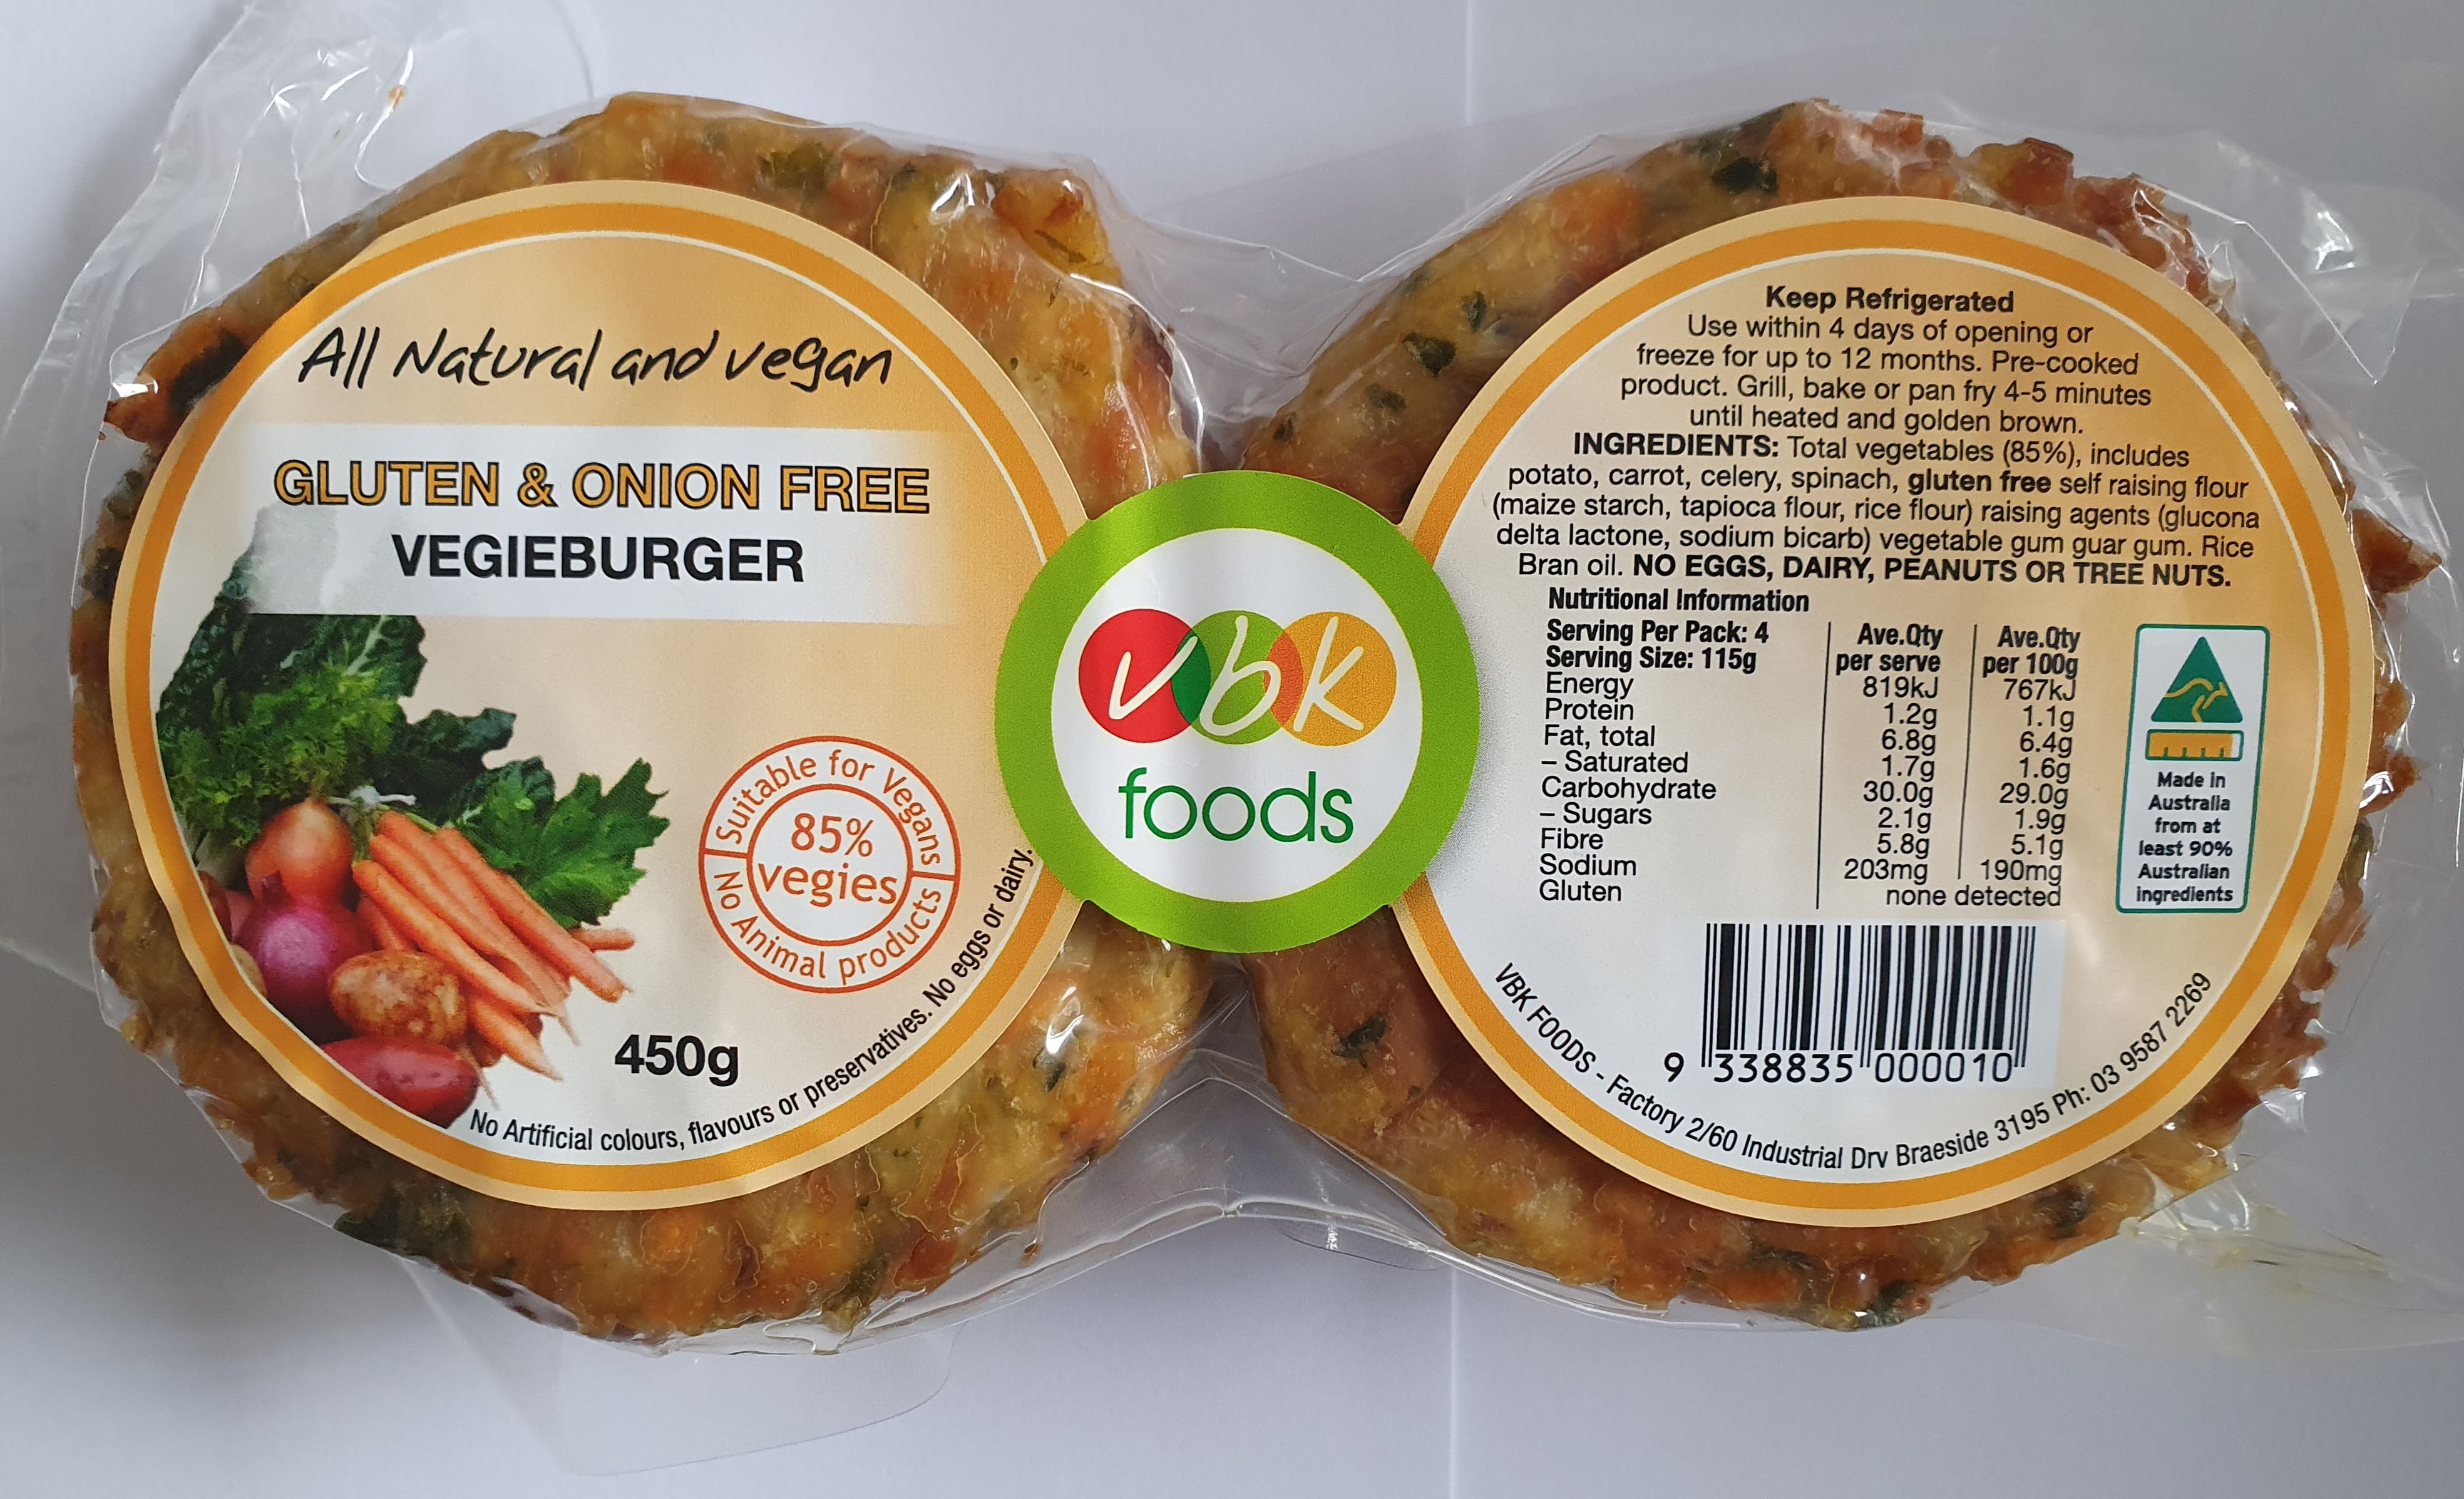 All Natural and vegan
GLUTEN & ONION FREE
VEGIEBURGER
Suitable for Vegans
85%
vegies
No Animal products
450g
No Artificial colours, flavours or preservatives. No eggs or dairy.
vbk
foods
Keep Refrigerated
Use within 4 days of opening or
freeze for up to 12 months. Pre-cooked
product. Grill, bake or pan fry 4-5 minutes
until heated and golden brown.
INGREDIENTS: Total vegetables (85%), includes
potato, carrot, celery, spinach, gluten free self raising flour
(maize starch, tapioca flour, rice flour) raising agents (glucona
delta lactone, sodium bicarb) vegetable gum guar gum. Rice
Bran oil. NO EGGS, DAIRY, PEANUTS OR TREE NUTS.
Nutritional Information
Serving Per Pack: 4 Ave.Qty Ave.Qty
Serving Size: 115g per serve per 100g
Energy 819kJ 767kJ
Protein 1.2g 1.1g
Fat, total 6.8g 6.4g
– Saturated 1.7g 1.6g
Carbohydrate 30.0g 29.0g
– Sugars 2.1g 1.9g
Fibre 5.8g 5.1g
Sodium 203mg 190mg
Gluten none detected
Made in
Australia
from at
least 90%
Australian
ingredients
9 338835 000010
VBK FOODS - Factory 2/60 Industrial Drv Braeside 3195 Ph: 03 9587 2269